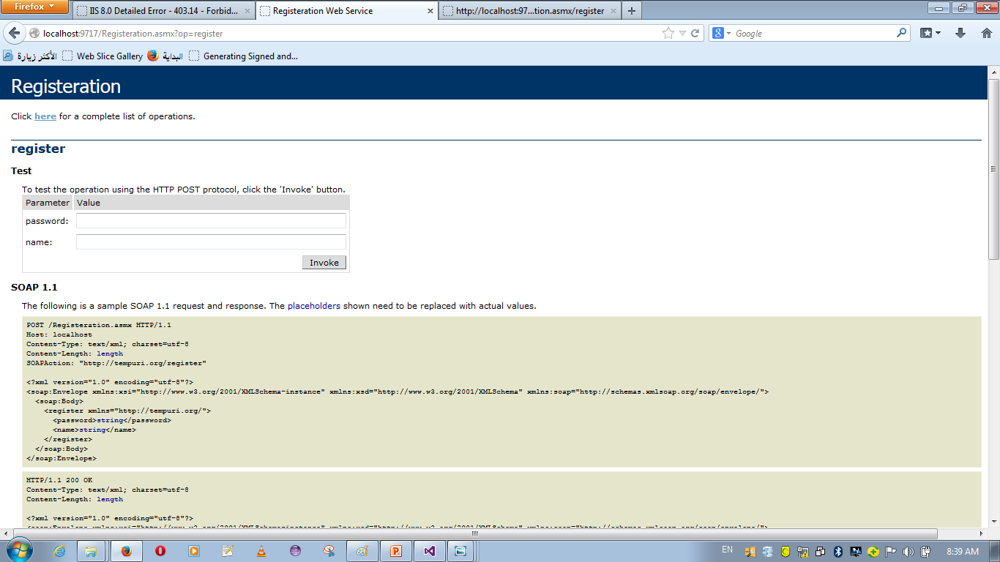 Firefox
IIS 8.0 Detailed Error - 403.14 - Forbid...
Registeration Web Service
http://localhost:97...tion.asmx/register
localhost:9717/Registeration.asmx?op=register
Google
الأكثر زيارة
Web Slice Gallery
البداية
Generating Signed and...
Registeration
Click here for a complete list of operations.
register
Test
To test the operation using the HTTP POST protocol, click the 'Invoke' button.
Parameter Value
password:
name:
Invoke
SOAP 1.1
The following is a sample SOAP 1.1 request and response. The placeholders shown need to be replaced with actual values.
POST /Registeration.asmx HTTP/1.1
Host: localhost
Content-Type: text/xml; charset=utf-8
Content-Length: length
SOAPAction: "http://tempuri.org/register"
<?xml version="1.0" encoding="utf-8"?>
<soap:Envelope xmlns:xsi="http://www.w3.org/2001/XMLSchema-instance" xmlns:xsd="http://www.w3.org/2001/XMLSchema" xmlns:soap="http://schemas.xmlsoap.org/soap/envelope/">
<soap:Body>
<register xmlns="http://tempuri.org/">
<password>string</password>
<name>string</name>
</register>
</soap:Body>
</soap:Envelope>
HTTP/1.1 200 OK
Content-Type: text/xml; charset=utf-8
Content-Length: length
<?xml version="1.0" encoding="utf-8"?>
EN
8:39 AM